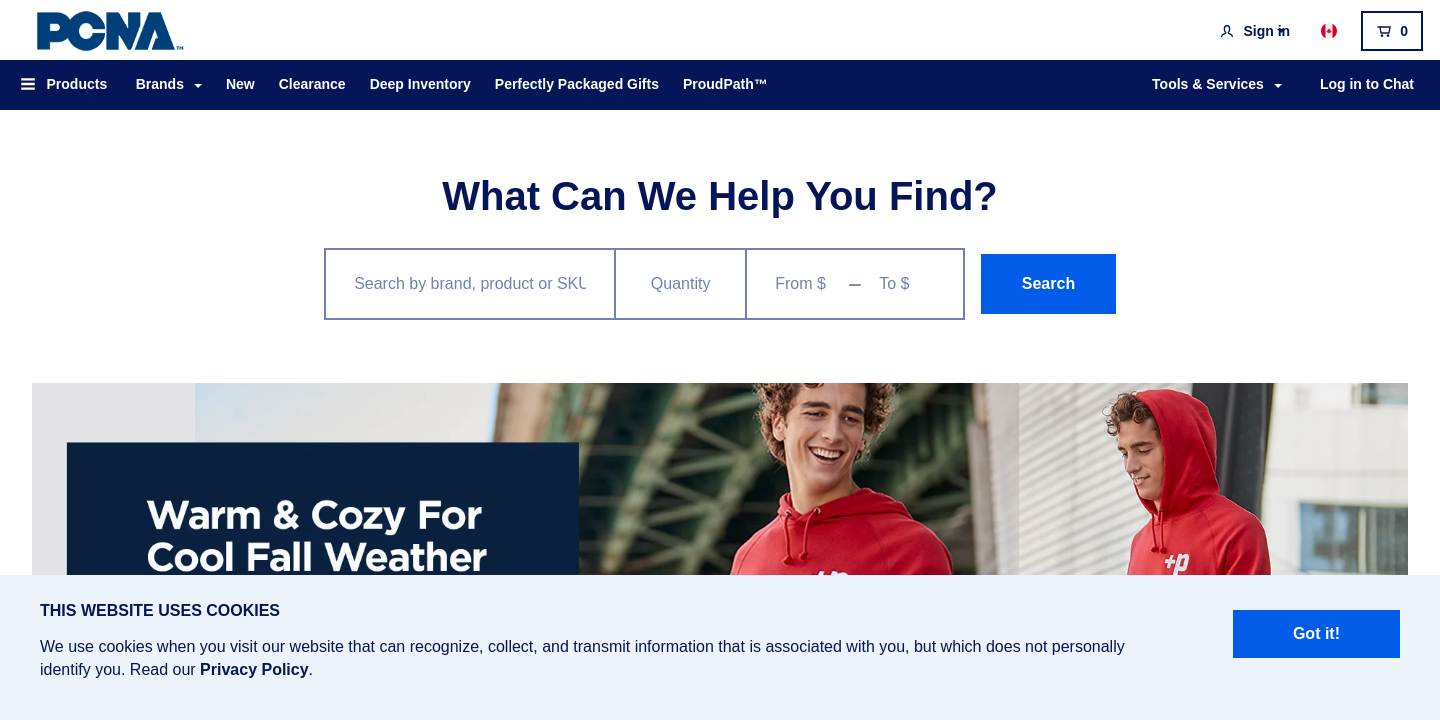 PCNA™
Sign in
0
Products Brands New Clearance Deep Inventory Perfectly Packaged Gifts ProudPath™ Tools & Services Log in to Chat
What Can We Help You Find?
Search by brand, product or SKU Quantity From $ – To $ Search
Warm & Cozy For
Cool Fall Weather
+p
+p
THIS WEBSITE USES COOKIES
We use cookies when you visit our website that can recognize, collect, and transmit information that is associated with you, but which does not personally
identify you. Read our Privacy Policy.
Got it!